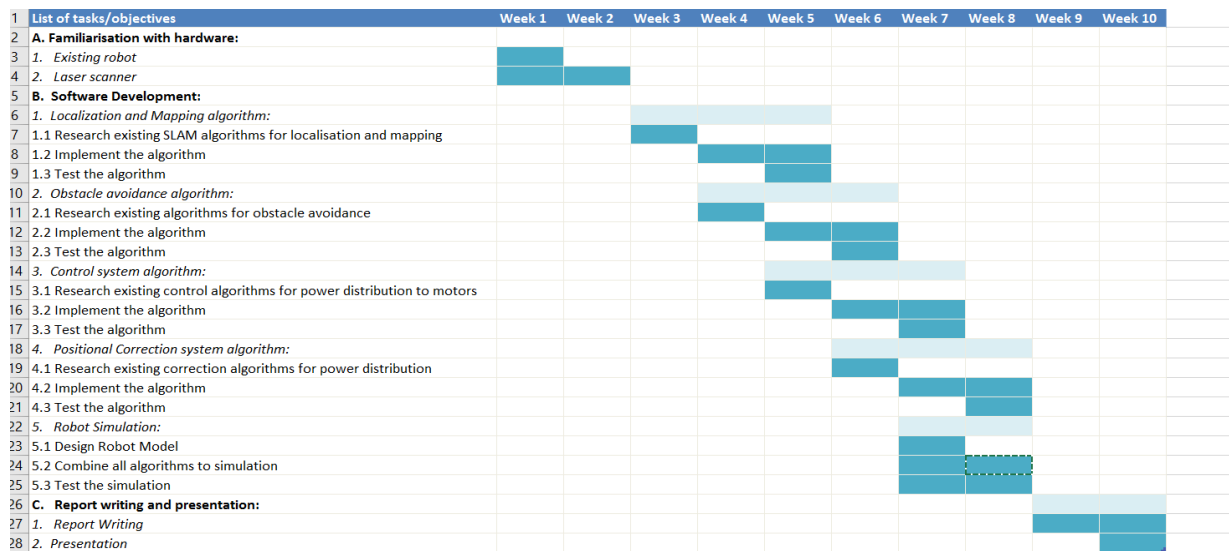 1 List of tasks/objectives Week 1 Week 2 Week 3 Week 4 Week 5 Week 6 Week 7 Week 8 Week 9 Week 10
2 A. Familiarisation with hardware:
3 1. Existing robot
4 2. Laser scanner
5 B. Software Development:
6 1. Localization and Mapping algorithm:
7 1.1 Research existing SLAM algorithms for localisation and mapping
8 1.2 Implement the algorithm
9 1.3 Test the algorithm
10 2. Obstacle avoidance algorithm:
11 2.1 Research existing algorithms for obstacle avoidance
12 2.2 Implement the algorithm
13 2.3 Test the algorithm
14 3. Control system algorithm:
15 3.1 Research existing control algorithms for power distribution to motors
16 3.2 Implement the algorithm
17 3.3 Test the algorithm
18 4. Positional Correction system algorithm:
19 4.1 Research existing correction algorithms for power distribution
20 4.2 Implement the algorithm
21 4.3 Test the algorithm
22 5. Robot Simulation:
23 5.1 Design Robot Model
24 5.2 Combine all algorithms to simulation
25 5.3 Test the simulation
26 C. Report writing and presentation:
27 1. Report Writing
28 2. Presentation